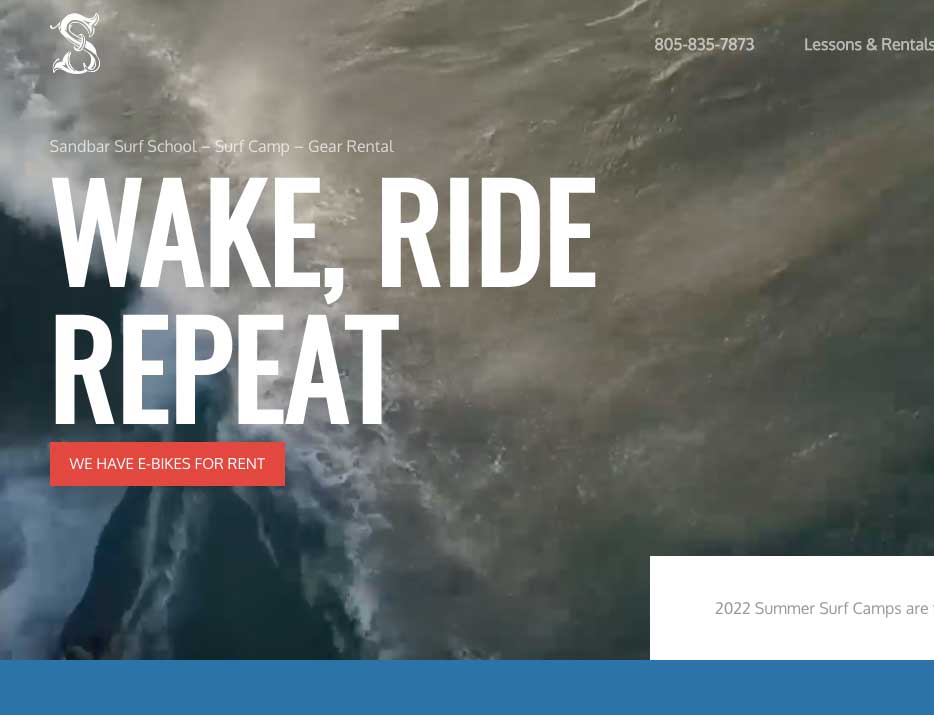 S
805-835-7873
Lessons & Rentals
Sandbar Surf School – Surf Camp – Gear Rental
WAKE, RIDE
REPEAT
WE HAVE E-BIKES FOR RENT
2022 Summer Surf Camps are